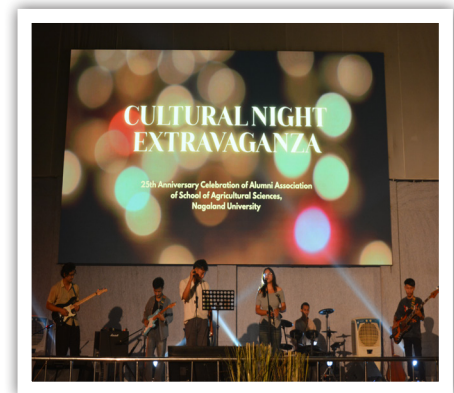 CULTURAL NIGHT
EXTRAVAGANZA
25th Anniversary Celebration of Alumni Association
of School of Agricultural Sciences,
Nagaland University